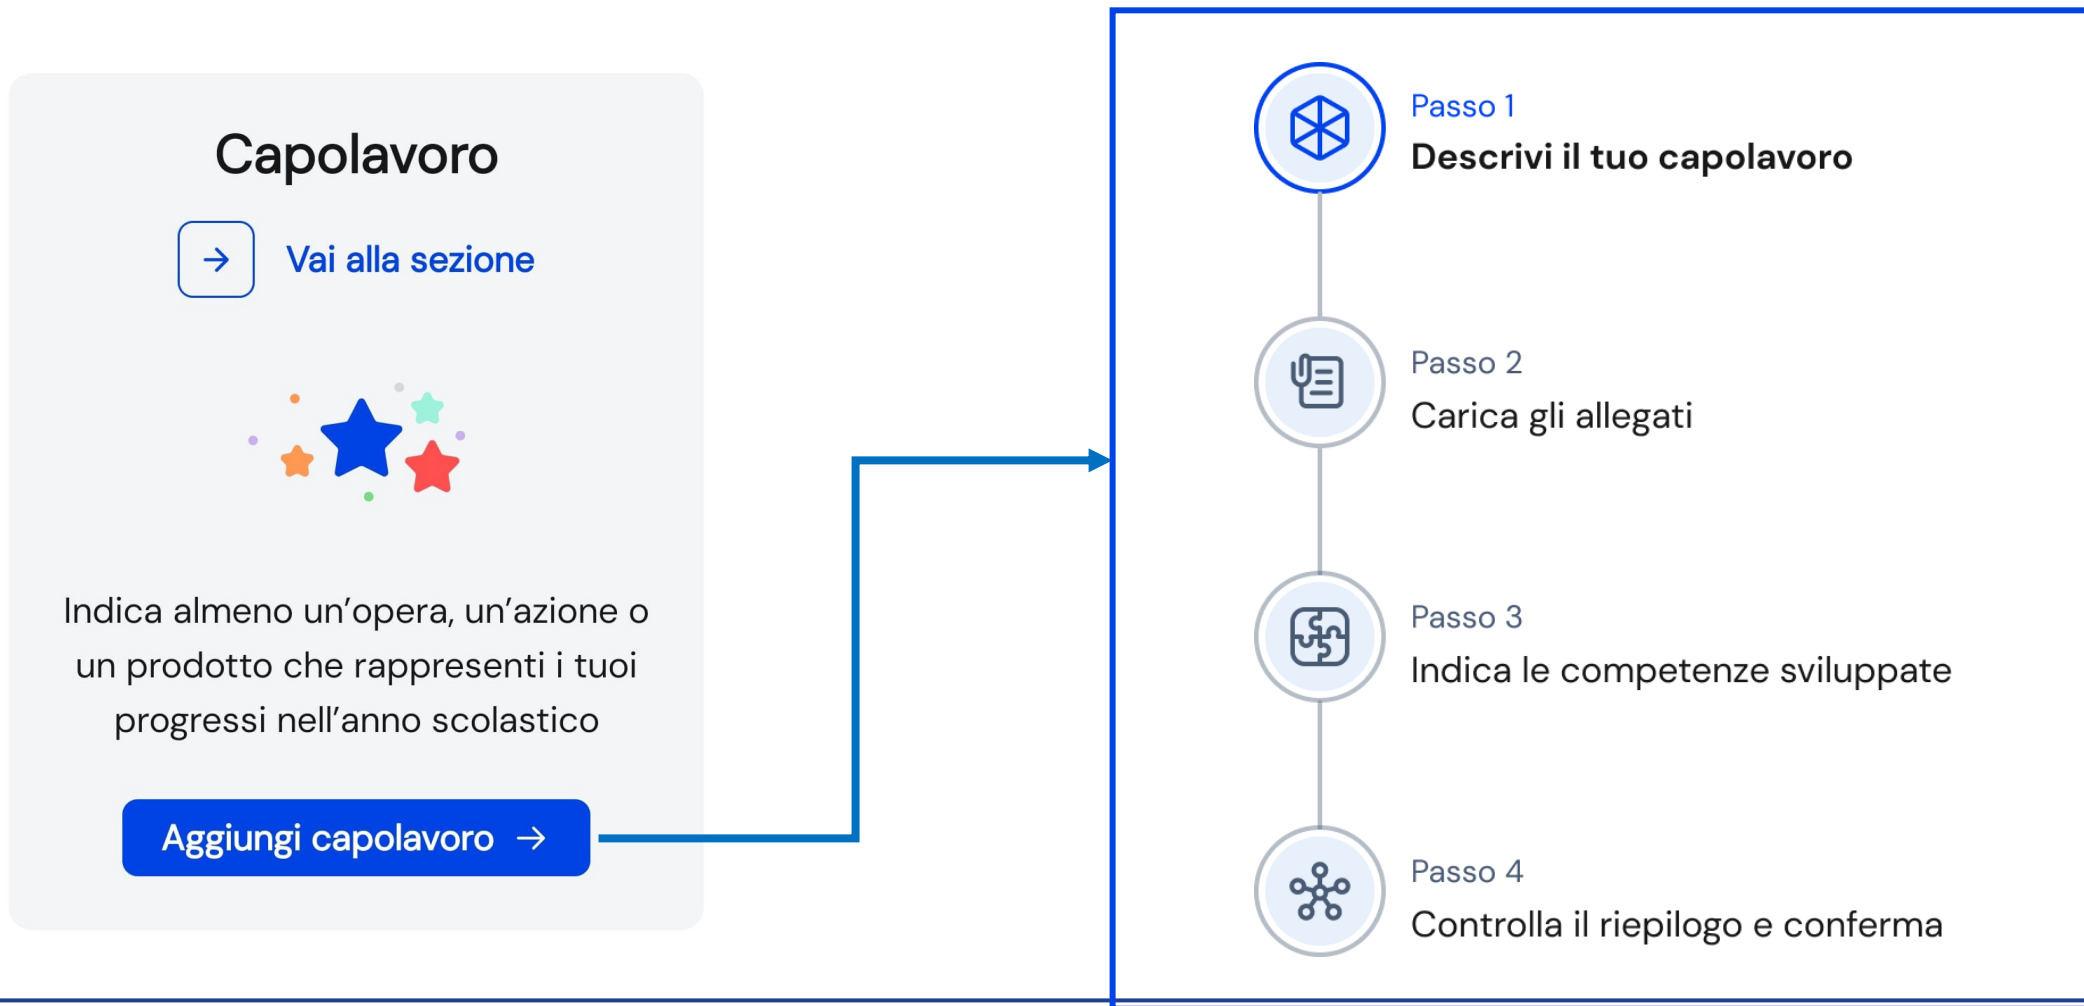 Capolavoro
Vai alla sezione
Indica almeno un’opera, un’azione o
un prodotto che rappresenti i tuoi
progressi nell’anno scolastico
Aggiungi capolavoro
Passo 1
Descrivi il tuo capolavoro
Passo 2
Carica gli allegati
Passo 3
Indica le competenze sviluppate
Passo 4
Controlla il riepilogo e conferma